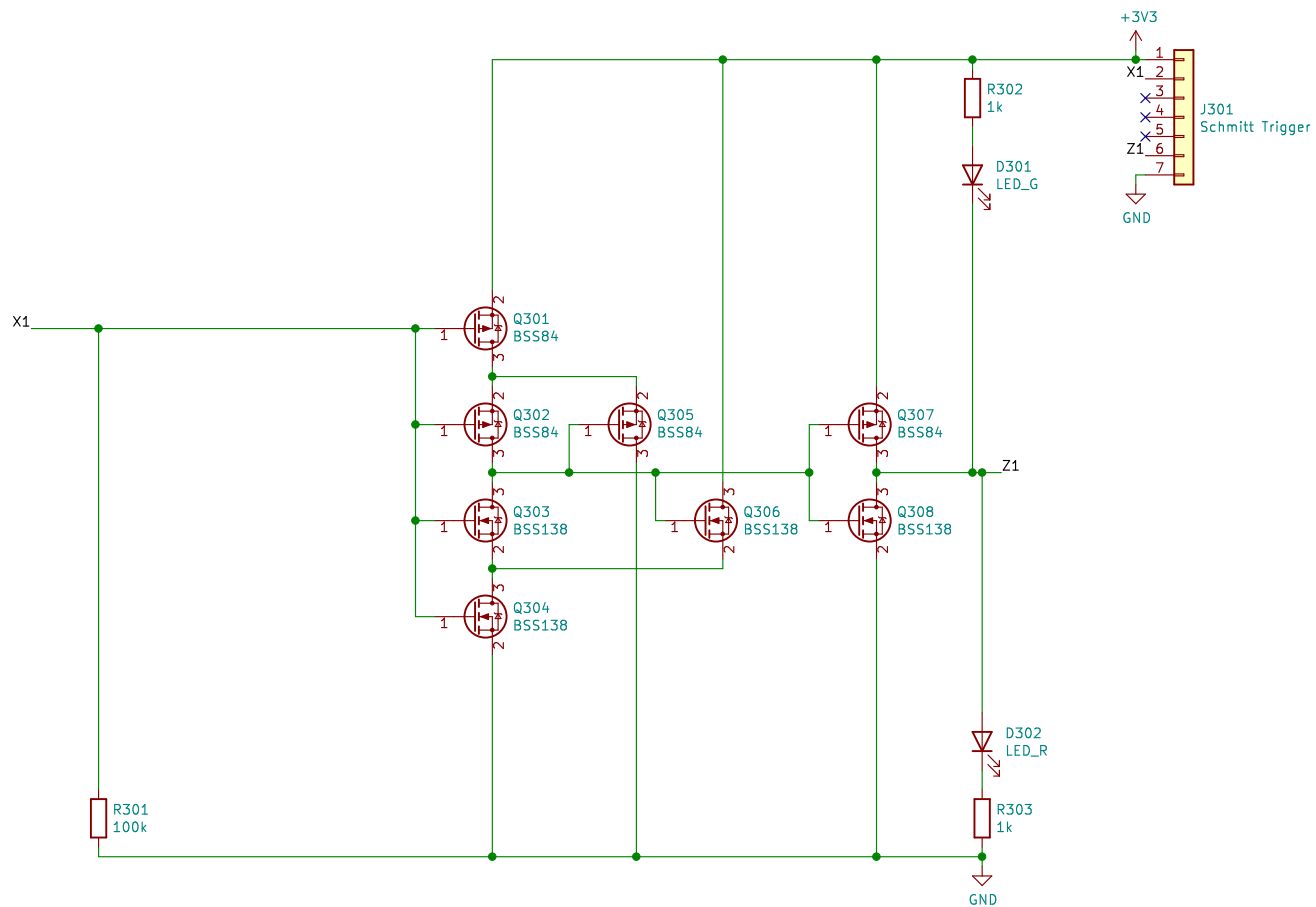 +3V3
1
X1 2
3
4
5
Z1 6
7
J301
Schmitt Trigger
GND
R302
1k
D301
LED_G
X1
2
1
3
Q301
BSS84
2
1
3
Q302
BSS84
2
1
3
Q305
BSS84
2
1
3
Q307
BSS84
Z1
3
1
2
Q303
BSS138
3
1
2
Q306
BSS138
3
1
2
Q308
BSS138
3
1
2
Q304
BSS138
D302
LED_R
R301
100k
R303
1k
GND